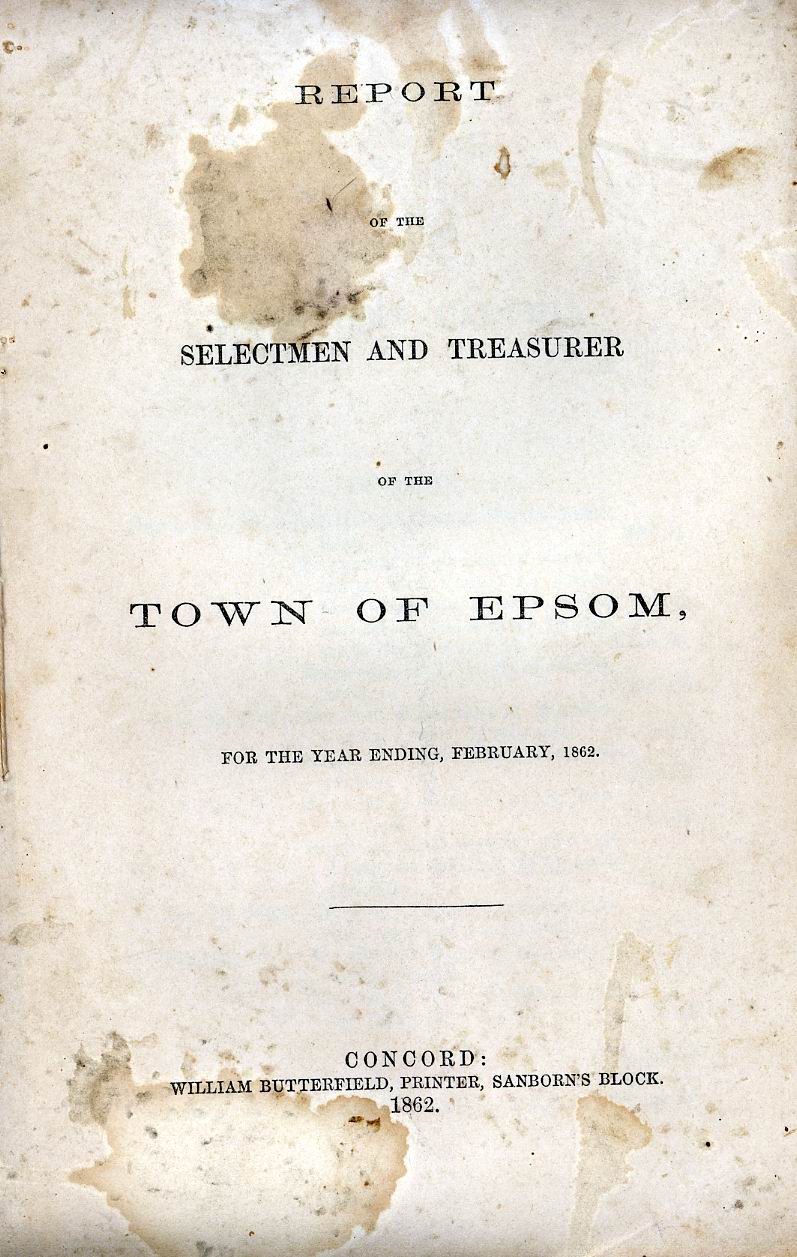 REPORT
OF THE
SELECTMEN AND TREASURER
OF THE
TOWN OF EPSOM,
FOR THE YEAR ENDING, FEBRUARY, 1862.
CONCORD:
WILLIAM BUTTERFIELD, PRINTER, SANBORN'S BLOCK.
1862.